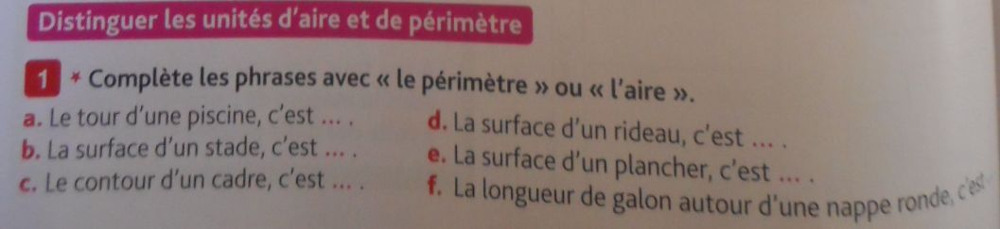 Distinguer les unités d'aire et de périmètre
1 * Complète les phrases avec « le périmètre » ou « l'aire ».
a. Le tour d'une piscine, c'est ... .
b. La surface d'un stade, c'est ... .
c. Le contour d'un cadre, c'est ... .
d. La surface d'un rideau, c'est ... .
e. La surface d'un plancher, c'est ... .
f. La longueur de galon autour d'une nappe ronde, c'est